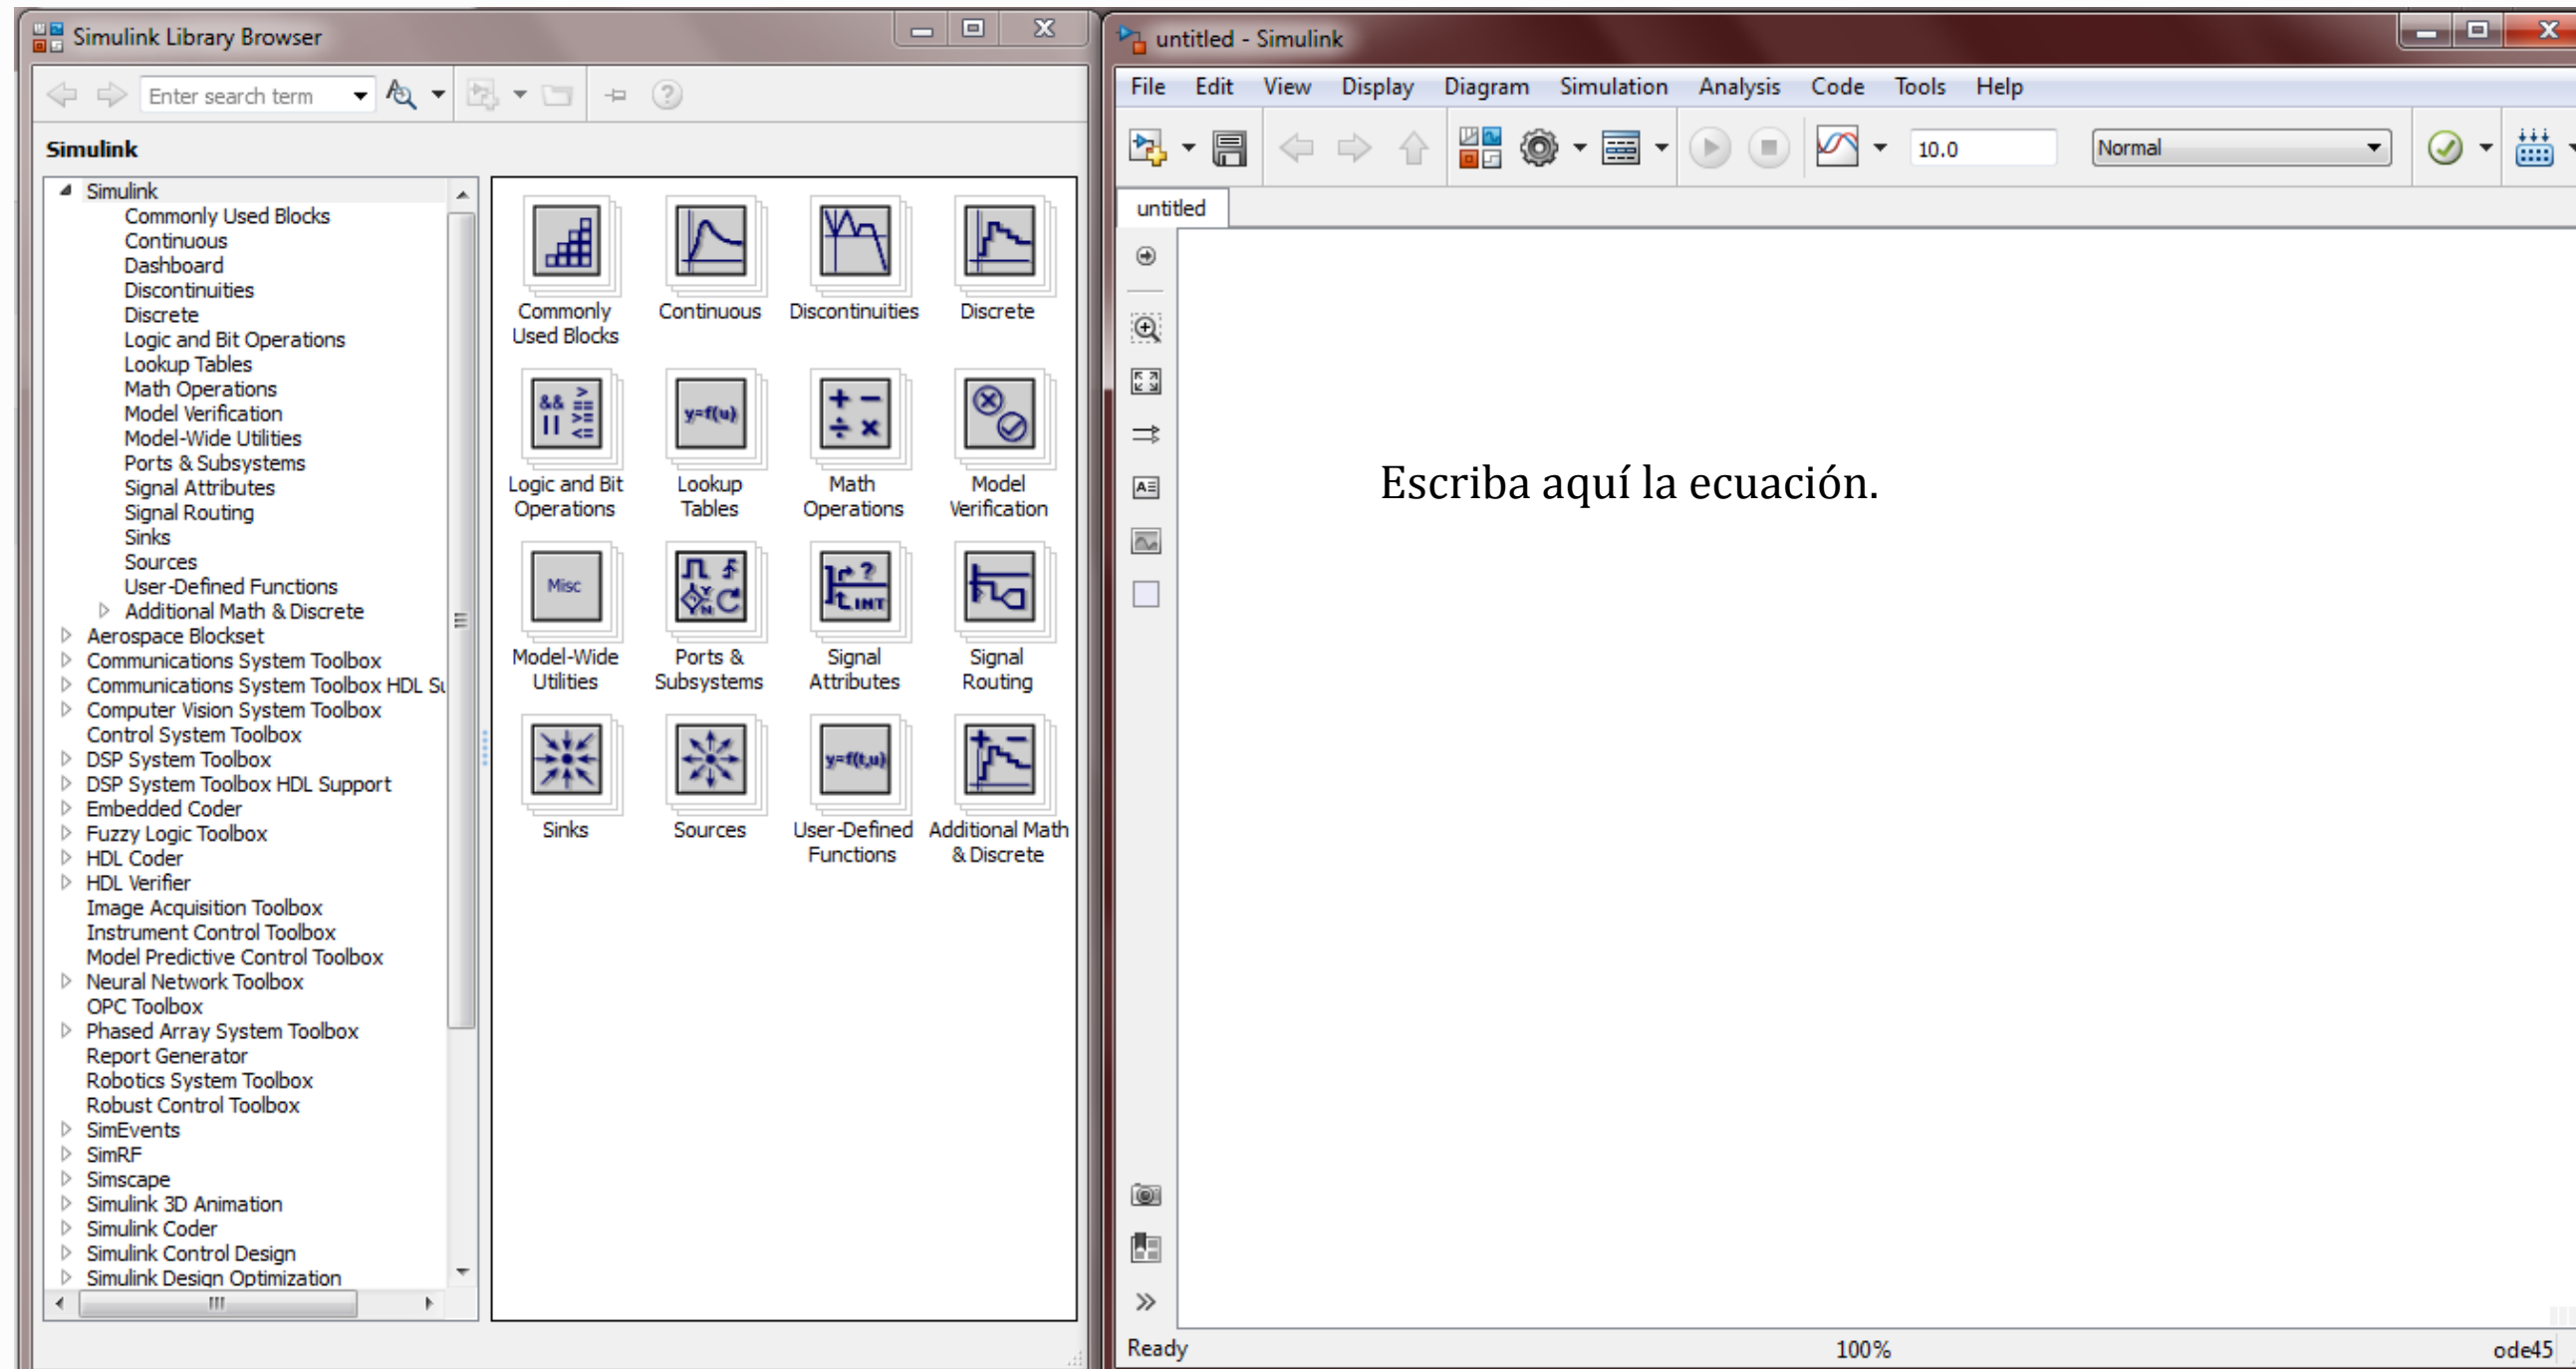 Simulink Library Browser
Enter search term
Simulink
Simulink
Commonly Used Blocks
Continuous
Dashboard
Discontinuities
Discrete
Logic and Bit Operations
Lookup Tables
Math Operations
Model Verification
Model-Wide Utilities
Ports & Subsystems
Signal Attributes
Signal Routing
Sinks
Sources
User-Defined Functions
Additional Math & Discrete
Aerospace Blockset
Communications System Toolbox
Communications System Toolbox HDL Su
Computer Vision System Toolbox
Control System Toolbox
DSP System Toolbox
DSP System Toolbox HDL Support
Embedded Coder
Fuzzy Logic Toolbox
HDL Coder
HDL Verifier
Image Acquisition Toolbox
Instrument Control Toolbox
Model Predictive Control Toolbox
Neural Network Toolbox
OPC Toolbox
Phased Array System Toolbox
Report Generator
Robotics System Toolbox
Robust Control Toolbox
SimEvents
SimRF
Simscape
Simulink 3D Animation
Simulink Coder
Simulink Control Design
Simulink Design Optimization
Commonly
Used Blocks
Continuous
Discontinuities
Discrete
&& > ==
|| >= <=
Logic and Bit
Operations
y=f(u)
Lookup
Tables
+ −
÷ ×
Math
Operations
Model
Verification
Misc
Model-Wide
Utilities
Y
N
Ports &
Subsystems
?
INT
Signal
Attributes
Signal
Routing
Sinks
Sources
y=f(t,u)
User-Defined
Functions
+ −
Additional Math
& Discrete
untitled - Simulink
File Edit View Display Diagram Simulation Analysis Code Tools Help
10.0 Normal
untitled
Escriba aquí la ecuación.
Ready 100% ode45